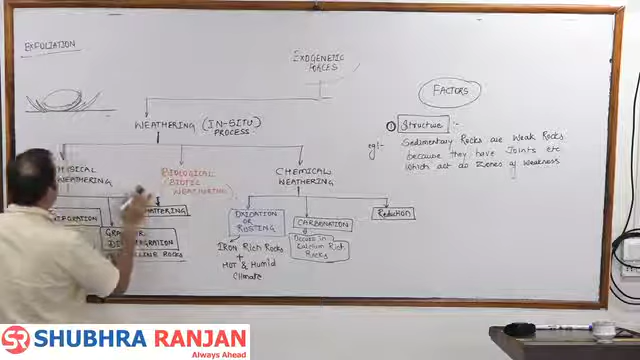 EXFOLIATION
EXOGENETIC
FORCES
FACTORS
WEATHERING (IN-SITU
PROCESS)
① Structure :-
eg:- Sedimentary Rocks are Weak Rocks
because they have Joints etc
Which act as Zones of Weakness
WEATHERING
BIOLOGICAL
(BIOTIC
WEATHERING)
CHEMICAL
WEATHERING
OXIDATION
OR
RUSTING
CARBONATION
Reduction
IRON Rich Rocks
+
HOT & Humid
Climate
Occurs in
Calcium Rich
Rocks
ROCKS
SR SHUBHRA RANJAN
Always Ahead